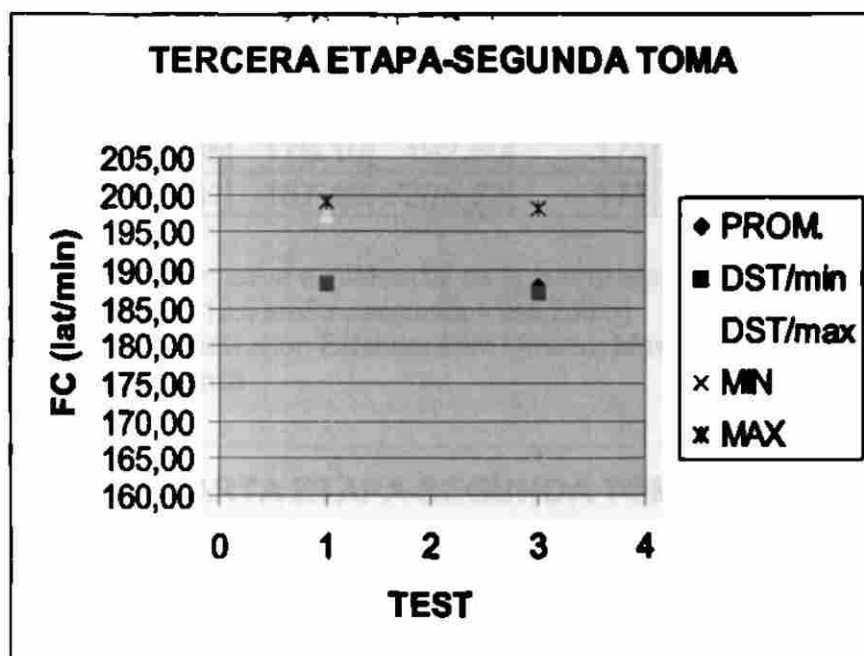 TERCERA ETAPA-SEGUNDA TOMA
205,00
200,00
195,00
190,00
185,00
180,00
175,00
170,00
165,00
160,00
FC (lat/min)
0 1 2 3 4
TEST
PROM.
DST/min
DST/max
MIN
MAX